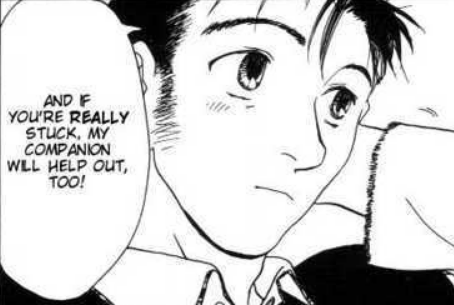 AND IF
YOU'RE REALLY
STUCK, MY
COMPANION
WILL HELP OUT,
TOO!